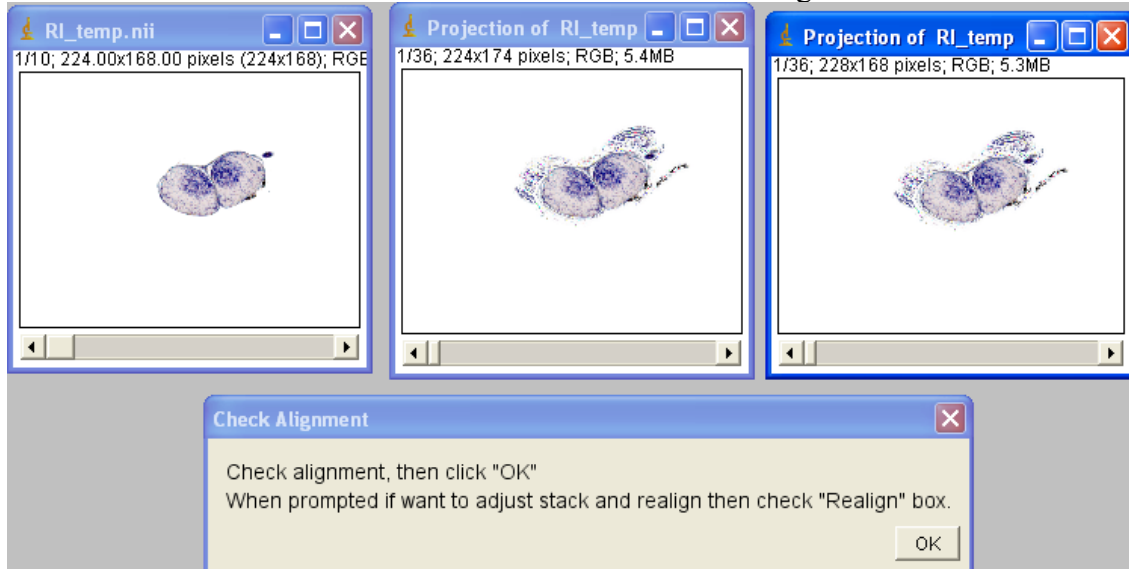 RI_temp.nii
1/10; 224.00x168.00 pixels (224x168); RGB
Projection of RI_temp
1/36; 224x174 pixels; RGB; 5.4MB
Projection of RI_temp
1/36; 228x168 pixels; RGB; 5.3MB
Check Alignment
Check alignment, then click "OK"
When prompted if want to adjust stack and realign then check "Realign" box.
OK